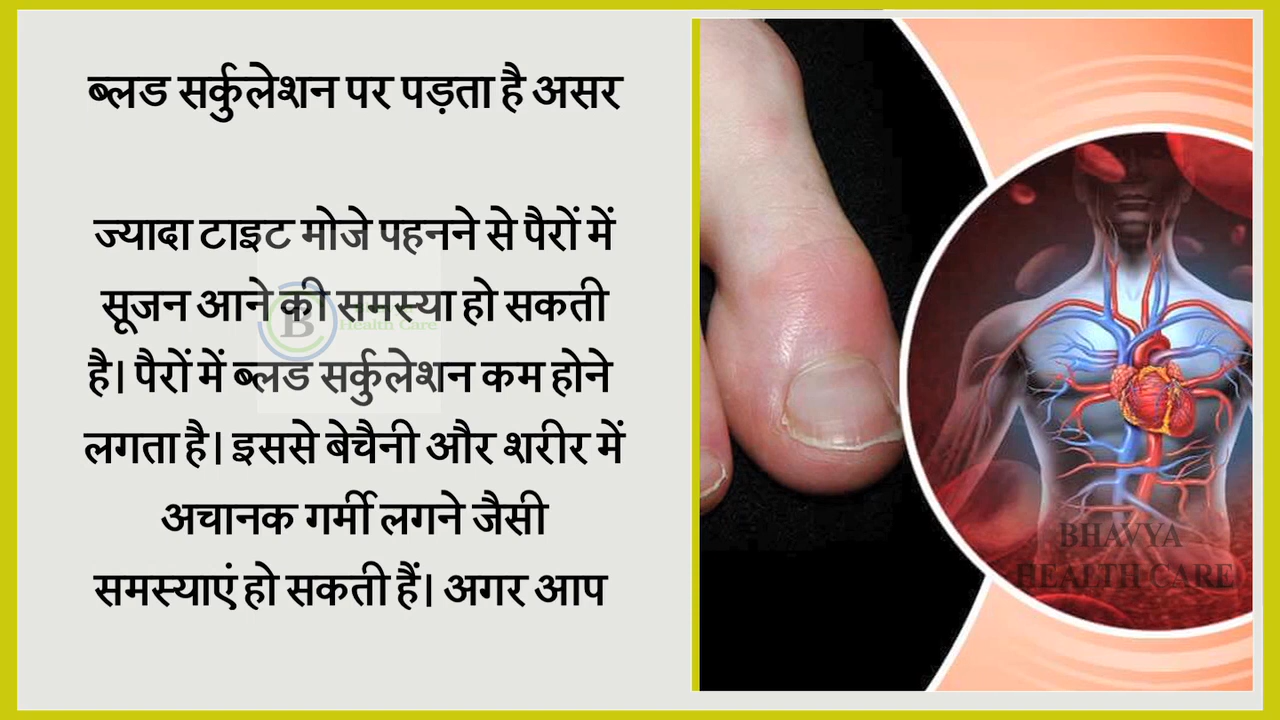 ब्लड सर्कुलेशन पर पड़ता है असर
ज्यादा टाइट मोजे पहनने से पैरों में
सूजन आने की समस्या हो सकती
है। पैरों में ब्लड सर्कुलेशन कम होने
लगता है। इससे बेचैनी और शरीर में
अचानक गर्मी लगने जैसी
समस्याएं हो सकती हैं। अगर आप
B
Health Care
BHAVYA
HEALTH CARE